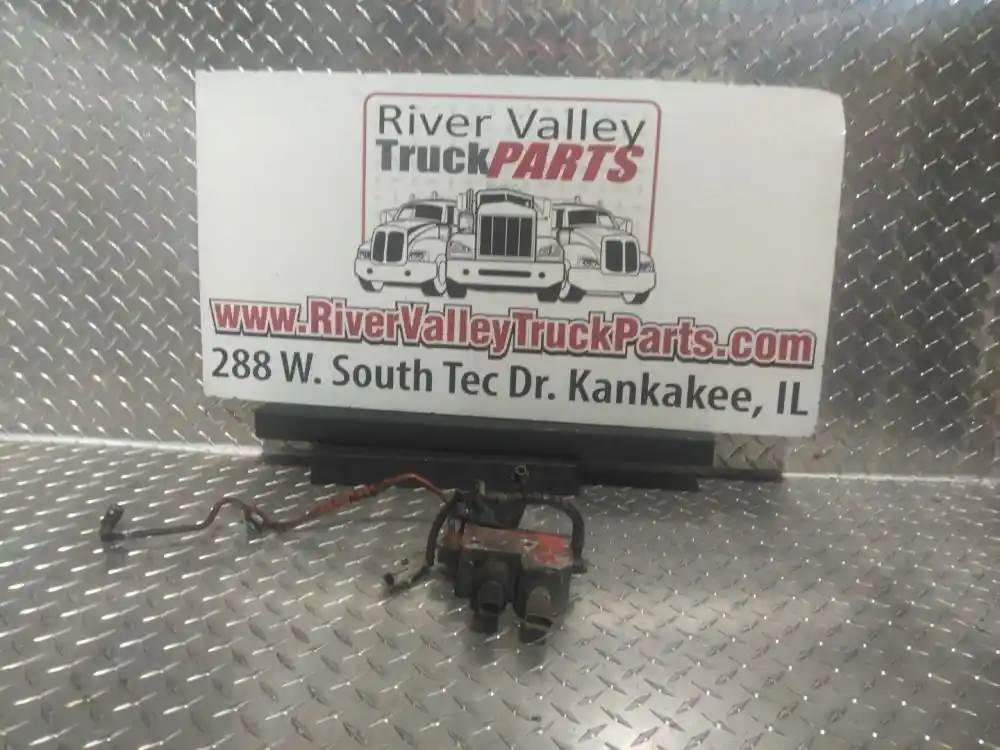 River Valley
TruckPARTS
www.RiverValleyTruckParts.com
288 W. South Tec Dr. Kankakee, IL